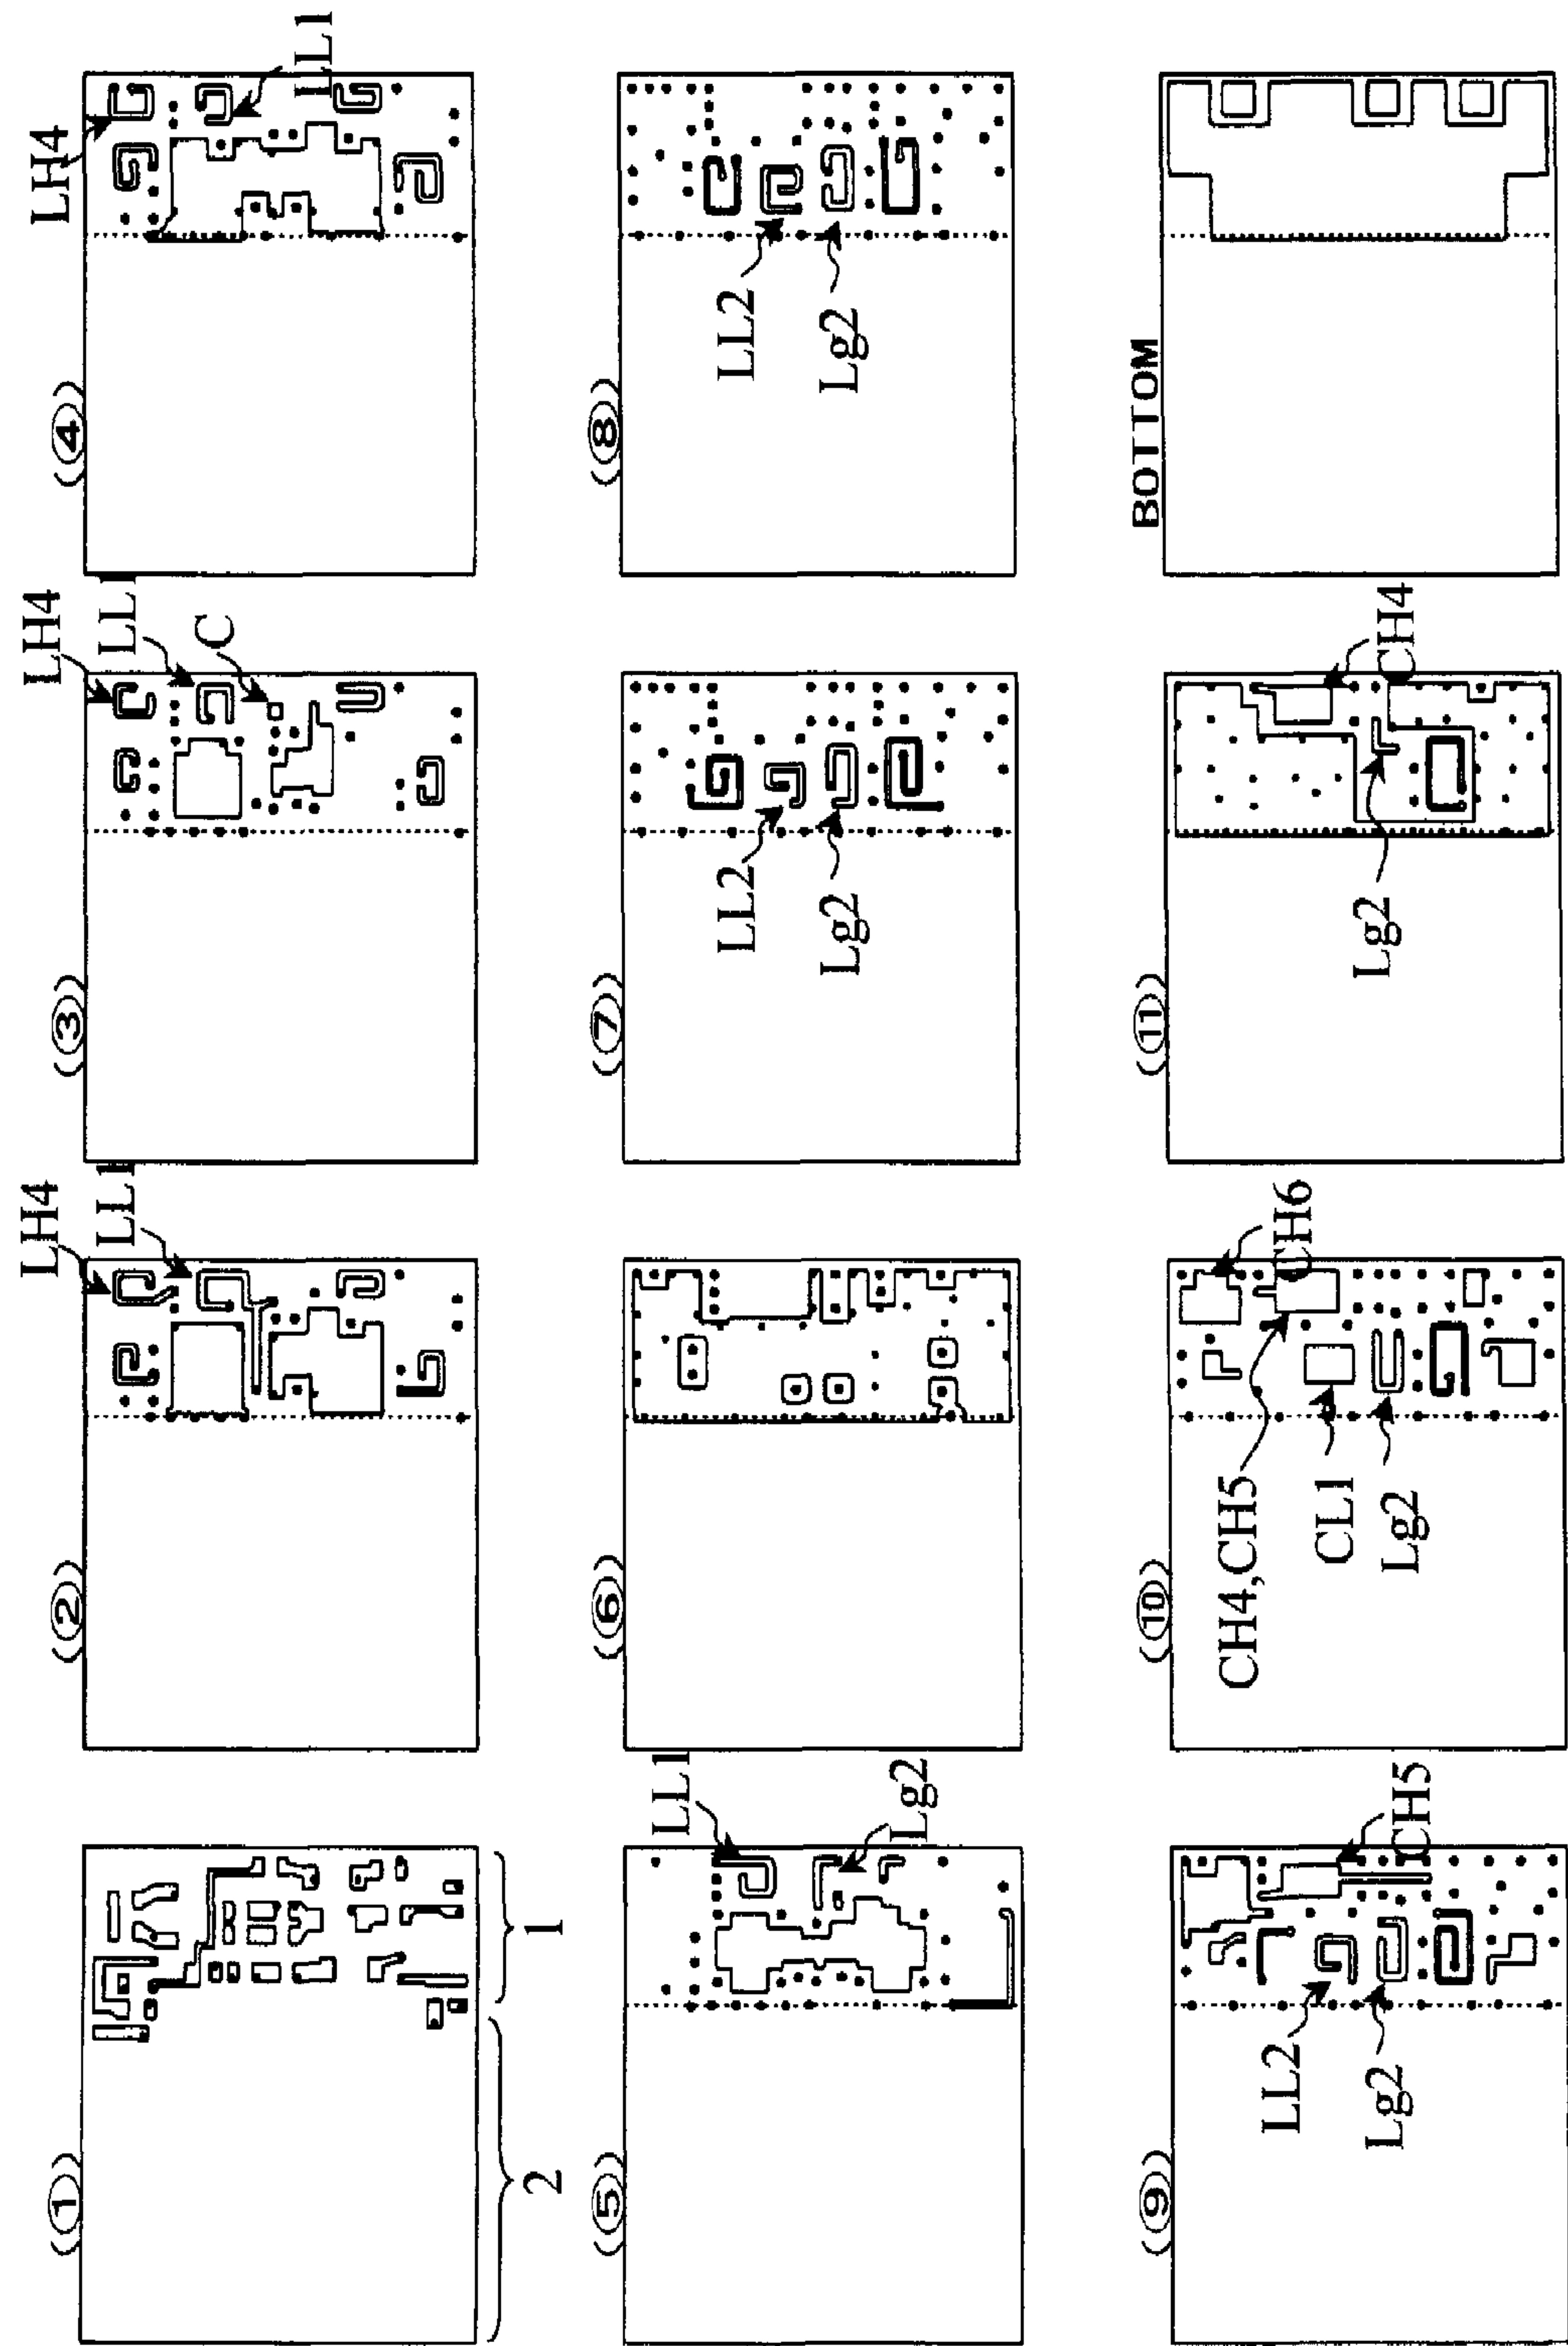 ((1))
2
1
((2))
LH4
LL1
((3))
LH4
LL1
C
((4))
LH4
LL1
((5))
LL1
Lg2
((6))
((7))
LL2
Lg2
((8))
LL2
Lg2
((9))
LL2
Lg2
CH5
((10))
CH4,CH5
CL1
Lg2
CH6
((11))
Lg2
CH4
BOTTOM